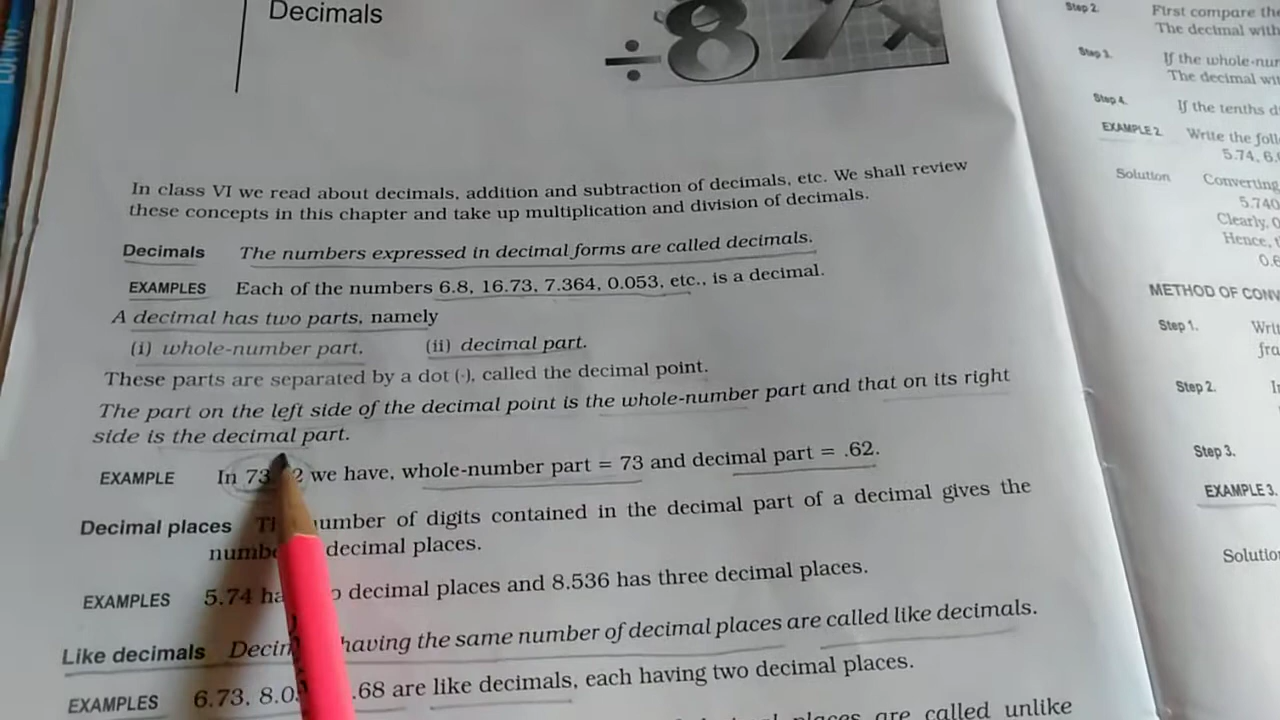 Decimals
÷8
In class VI we read about decimals, addition and subtraction of decimals, etc. We shall review
these concepts in this chapter and take up multiplication and division of decimals.
Decimals The numbers expressed in decimal forms are called decimals.
EXAMPLES Each of the numbers 6.8, 16.73, 7.364, 0.053, etc., is a decimal.
A decimal has two parts, namely
(i) whole-number part. (ii) decimal part.
These parts are separated by a dot (·), called the decimal point.
The part on the left side of the decimal point is the whole-number part and that on its right
side is the decimal part.
EXAMPLE In 73 2 we have, whole-number part = 73 and decimal part = .62.
Decimal places umber of digits contained in the decimal part of a decimal gives the
decimal places.
EXAMPLES 5.74 decimal places and 8.536 has three decimal places.
Like decimals having the same number of decimal places are called like decimals.
EXAMPLES 6.73, .68 are like decimals, each having two decimal places.
places are called unlike
Step 2. First compare the
The decimal with
Step 3. If the whole-num
The decimal wit
Step 4. If the tenths d
EXAMPLE 2. Write the foll
5.74, 6.
Solution Converting
5.740
Clearly, 0
Hence, t
0.6
METHOD OF CONV
Step 1. Writ
fra
Step 2. I
Step 3.
EXAMPLE 3.
Solution